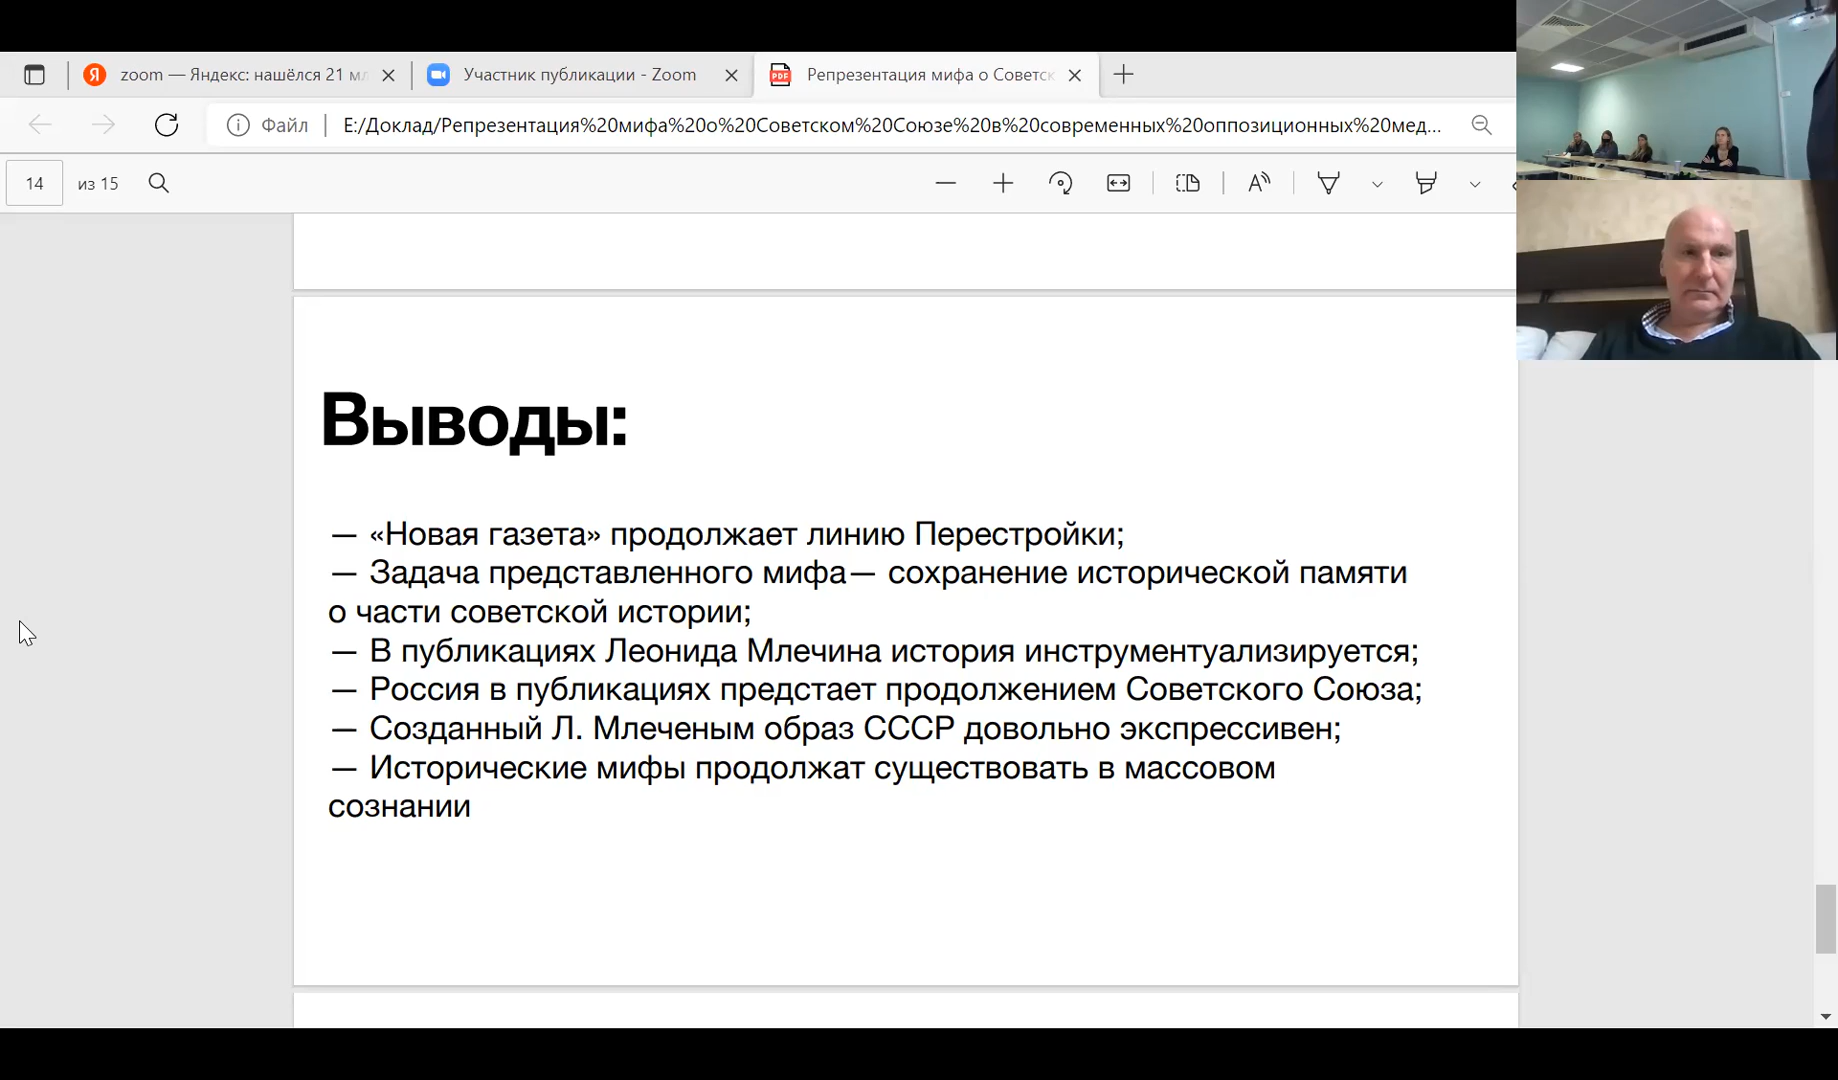 zoom — Яндекс: нашёлся 21 мл
Участник публикации - Zoom
Репрезентация мифа о Советс
Файл
E:/Доклад/Репрезентация%20мифа%20о%20Советском%20Союзе%20в%20современных%20оппозиционных%20мед...
14 из 15
Выводы:
— «Новая газета» продолжает линию Перестройки;
— Задача представленного мифа— сохранение исторической памяти
о части советской истории;
— В публикациях Леонида Млечина история инструментуализируется;
— Россия в публикациях предстает продолжением Советского Союза;
— Созданный Л. Млеченым образ СССР довольно экспрессивен;
— Исторические мифы продолжат существовать в массовом
сознании